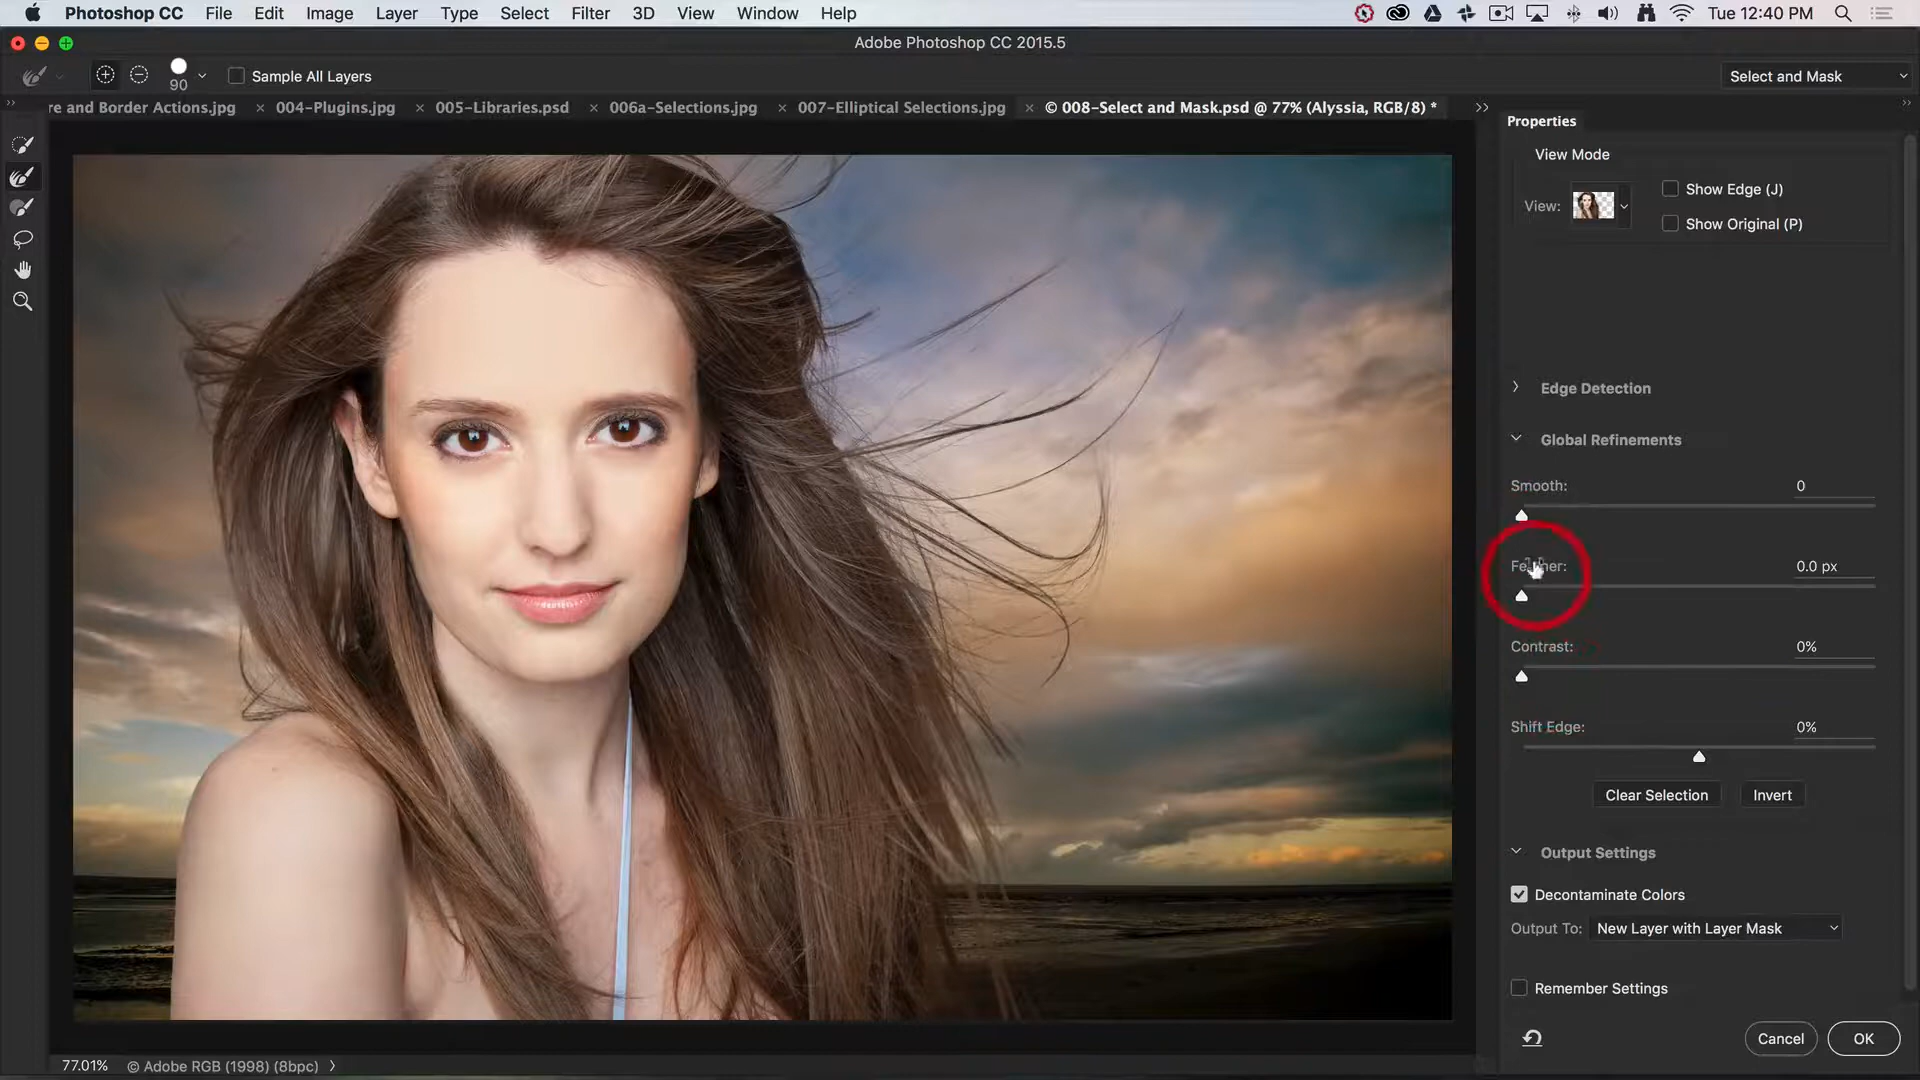 Photoshop CC File Edit Image Layer Type Select Filter 3D View Window Help Tue 12:40 PM
Adobe Photoshop CC 2015.5
90 Sample All Layers Select and Mask
re and Border Actions.jpg × 004-Plugins.jpg × 005-Libraries.psd × 006a-Selections.jpg × 007-Elliptical Selections.jpg × © 008-Select and Mask.psd @ 77% (Alyssia, RGB/8) *
Properties
View Mode
View:
Show Edge (J)
Show Original (P)
Edge Detection
Global Refinements
Smooth: 0
Feather: 0.0 px
Contrast: 0%
Shift Edge: 0%
Clear Selection Invert
Output Settings
Decontaminate Colors
Output To: New Layer with Layer Mask
Remember Settings
Cancel OK
77.01% © Adobe RGB (1998) (8bpc)